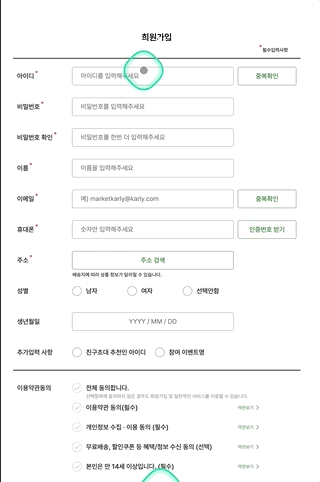 회원가입
*필수입력사항
아이디* 아이디를 입력해주세요 중복확인
비밀번호* 비밀번호를 입력해주세요
비밀번호 확인* 비밀번호를 한번 더 입력해주세요
이름* 이름을 입력해주세요
이메일* 예) marketkarly@karly.com 중복확인
휴대폰* 숫자만 입력해주세요 인증번호 받기
주소* 주소 검색
배송지에 따라 상품 정보가 달라질 수 있습니다.
성별 남자 여자 선택안함
생년월일 YYYY / MM / DD
추가입력 사항 친구초대 추천인 아이디 참여 이벤트명
이용약관동의* 전체 동의합니다.
선택항목에 동의하지 않은 경우도 회원가입 및 일반적인 서비스를 이용할 수 있습니다.
이용약관 동의(필수) 약관보기 >
개인정보 수집 · 이용 동의 (필수) 약관보기 >
무료배송, 할인쿠폰 등 혜택/정보 수신 동의 (선택) 약관보기 >
본인은 만 14세 이상입니다. (필수) 약관보기 >